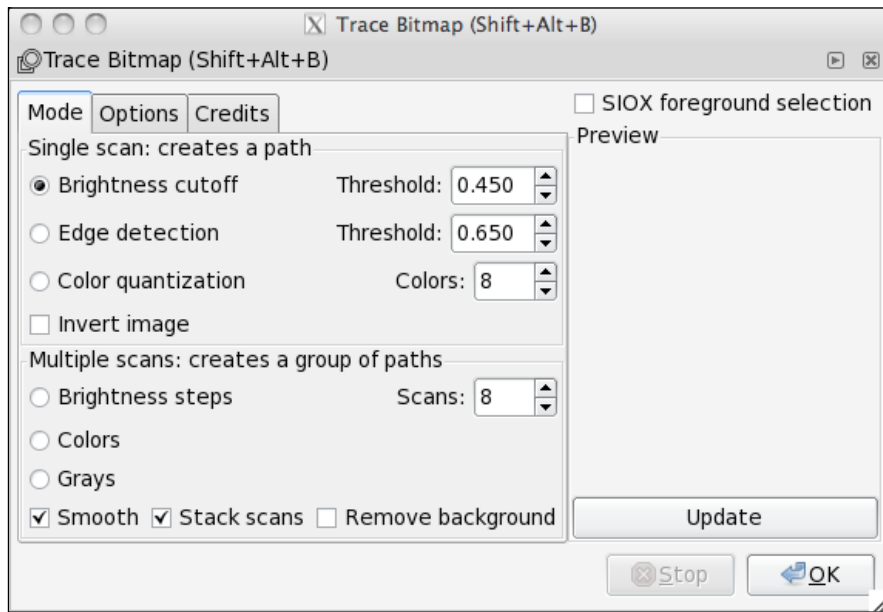 Trace Bitmap (Shift+Alt+B)
Trace Bitmap (Shift+Alt+B)
Mode Options Credits
SIOX foreground selection
Preview
Single scan: creates a path
Brightness cutoff Threshold: 0.450
Edge detection Threshold: 0.650
Color quantization Colors: 8
Invert image
Multiple scans: creates a group of paths
Brightness steps Scans: 8
Colors
Grays
Smooth Stack scans Remove background
Update
Stop OK